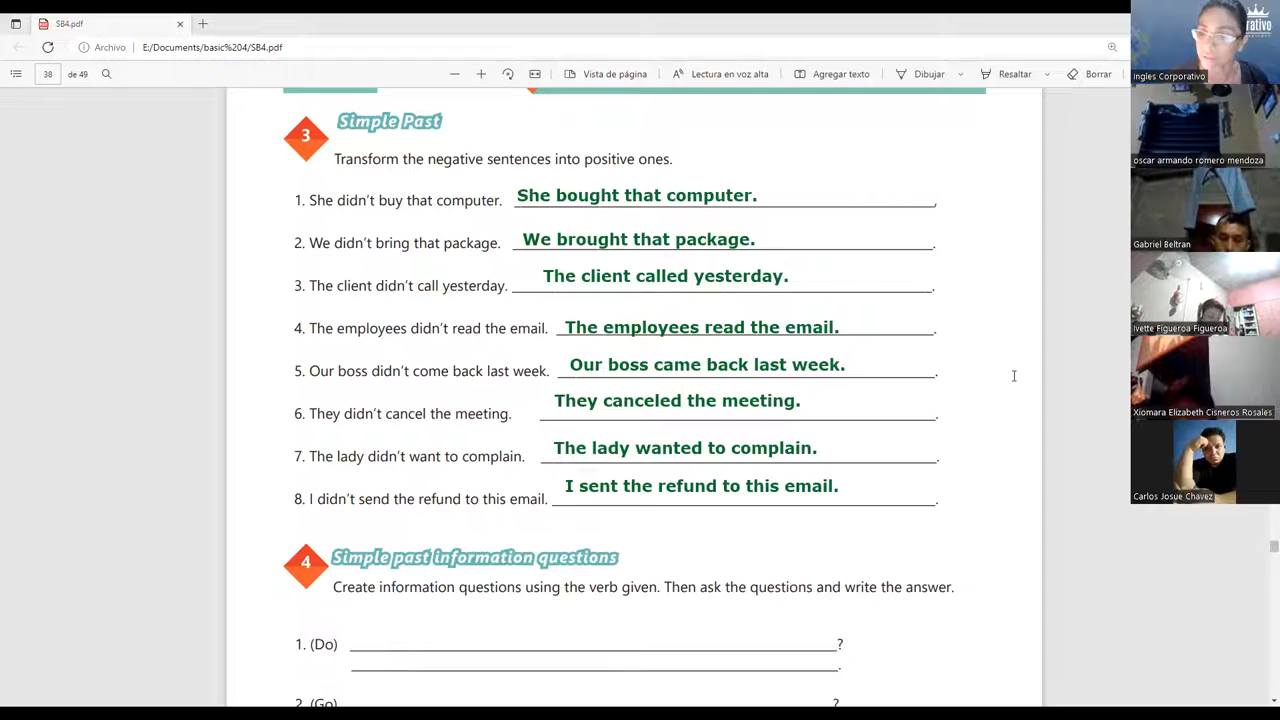 SB4.pdf
Archivo E:/Documents/basic%204/SB4.pdf
38 de 49 Vista de página Lectura en voz alta Agregar texto Dibujar Resaltar Borrar
3 Simple Past
Transform the negative sentences into positive ones.
1. She didn't buy that computer. She bought that computer.
2. We didn't bring that package. We brought that package.
3. The client didn't call yesterday. The client called yesterday.
4. The employees didn't read the email. The employees read the email.
5. Our boss didn't come back last week. Our boss came back last week.
6. They didn't cancel the meeting. They canceled the meeting.
7. The lady didn't want to complain. The lady wanted to complain.
8. I didn't send the refund to this email. I sent the refund to this email.
4 Simple past information questions
Create information questions using the verb given. Then ask the questions and write the answer.
1. (Do) ?
2. (Go) ?
rativo
Ingles Corporativo
oscar armando romero mendoza
Gabriel Beltran
Ivette Figueroa Figueroa
Xiomara Elizabeth Cisneros Rosales
Carlos Josue Chavez